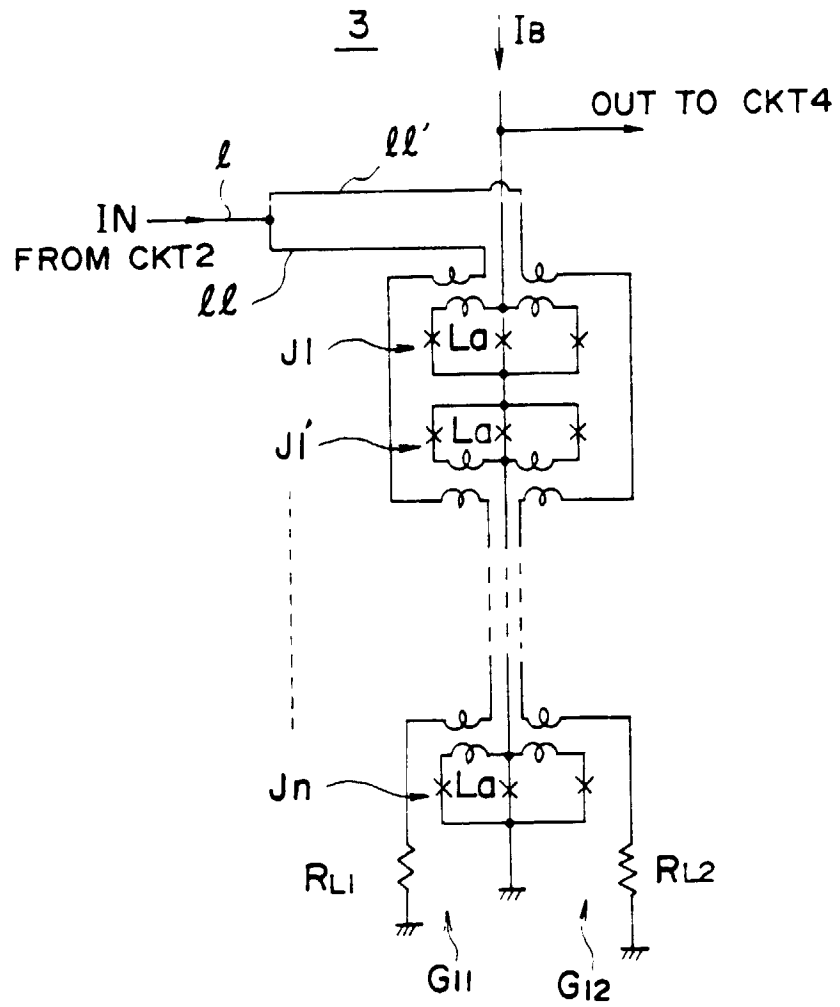 3
IB
OUT TO CKT4
ℓℓ'
ℓ
IN
FROM CKT2
ℓℓ
J1
La
J1'
La
Jn
La
RL1
RL2
G11
G12